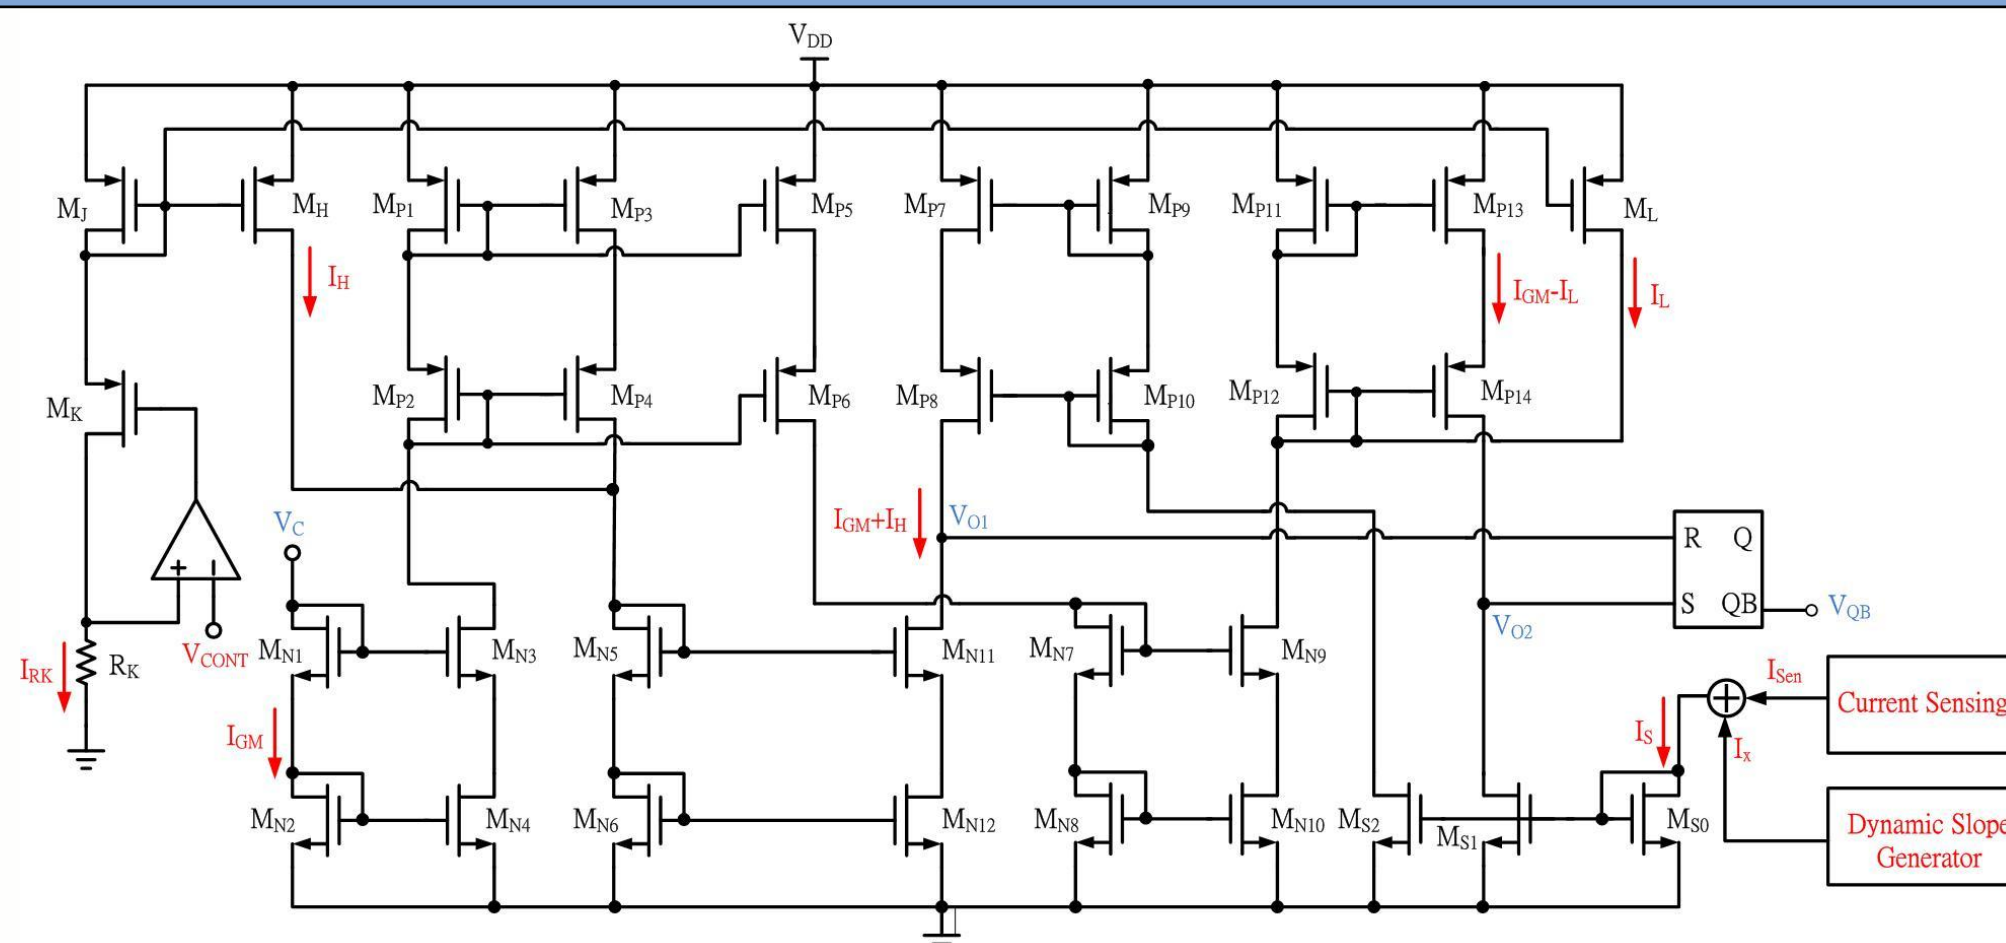 VDD
MJ
MH
MP1
MP3
MP5
MP7
MP9
MP11
MP13
ML
IH
IGM-IL
IL
MK
MP2
MP4
MP6
MP8
MP10
MP12
MP14
VC
IGM+IH
VO1
R Q
S QB
VQB
VO2
+
IRK
RK
VCONT
MN1
MN3
MN5
MN11
MN7
MN9
ISen
Current Sensing
IGM
IS
Ix
MN2
MN4
MN6
MN12
MN8
MN10
MS2
MS1
MS0
Dynamic Slope
Generator